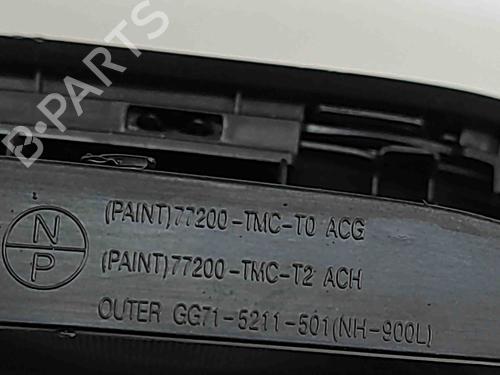 B-PARTS
N
P
(PAINT)77200-TMC-T0 ACG
(PAINT)77200-TMC-T2 ACH
OUTER GG71-5211-501(NH-900L)